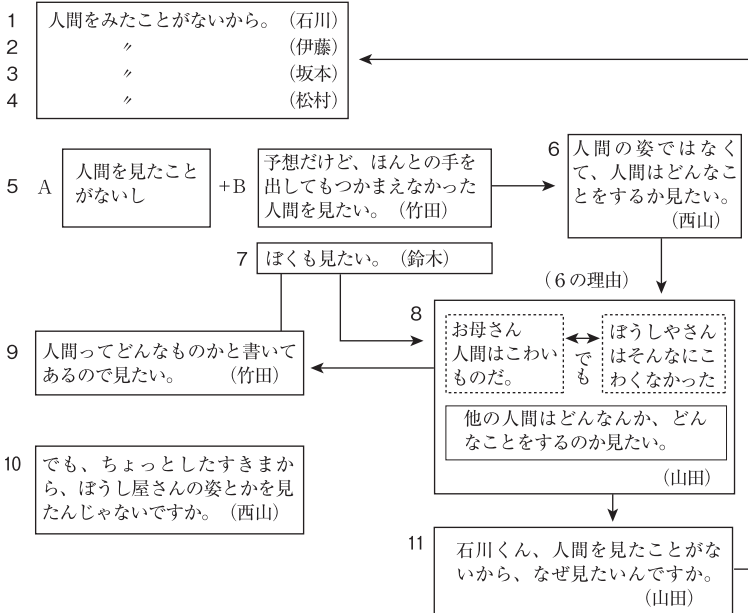 1 人間をみたことがないから。（石川）
2 〃 （伊藤）
3 〃 （坂本）
4 〃 （松村）
5 A 人間を見たこと
がないし
＋B 予想だけど、ほんとの手を
出してもつかまえなかった
人間を見たい。（竹田）
6 人間の姿ではなく
て、人間はどんなこ
とをするか見たい。
（西山）
7 ぼくも見たい。（鈴木）
（６の理由）
8
お母さん
人間はこわい
ものだ。
でも
ぼうしやさん
はそんなにこ
わくなかった
他の人間はどんなんか、どん
なことをするのか見たい。
（山田）
9 人間ってどんなものかと書いて
あるので見たい。（竹田）
10 でも、ちょっとしたすきまか
ら、ぼうし屋さんの姿とかを見
たんじゃないですか。（西山）
11 石川くん、人間を見たことがな
いから、なぜ見たいんですか。
（山田）